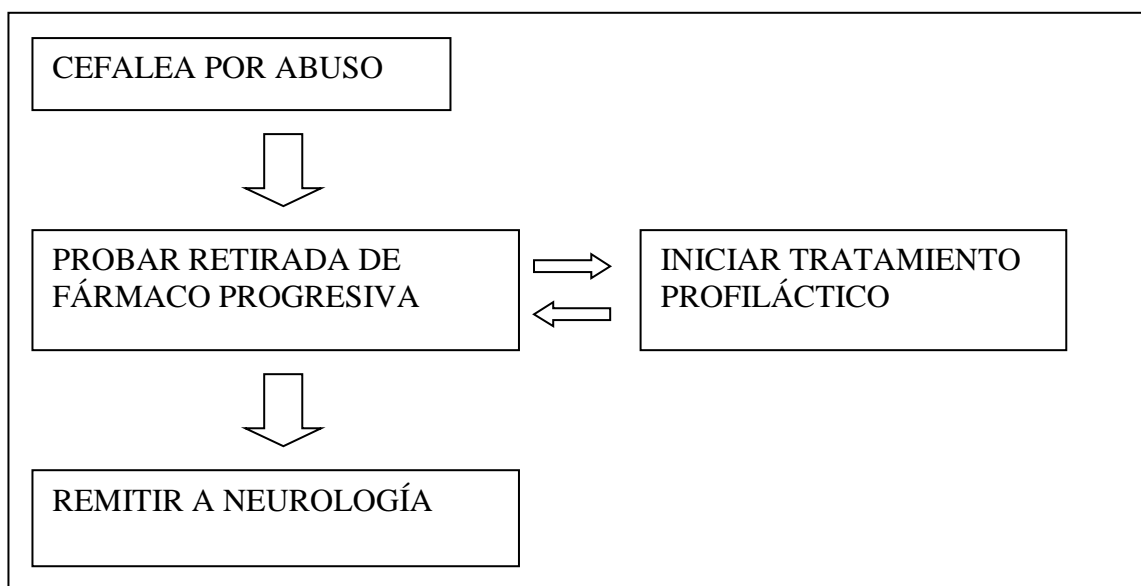 CEFALEA POR ABUSO
PROBAR RETIRADA DE
FÁRMACO PROGRESIVA
INICIAR TRATAMIENTO
PROFILÁCTICO
REMITIR A NEUROLOGÍA